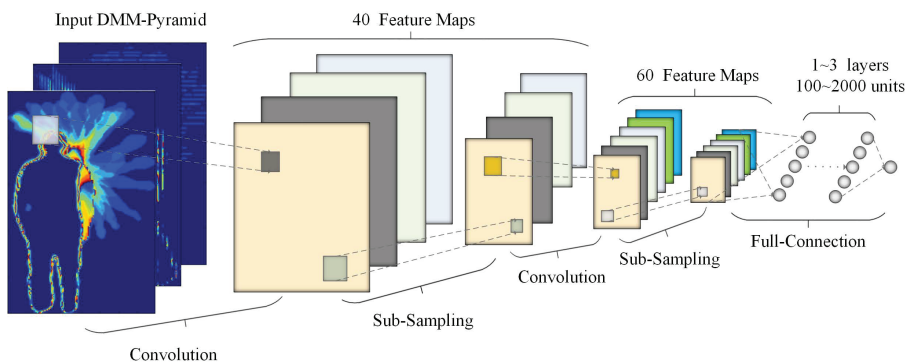 Input DMM-Pyramid
40 Feature Maps
60 Feature Maps
1~3 layers
100~2000 units
Convolution
Sub-Sampling
Convolution
Sub-Sampling
Full-Connection